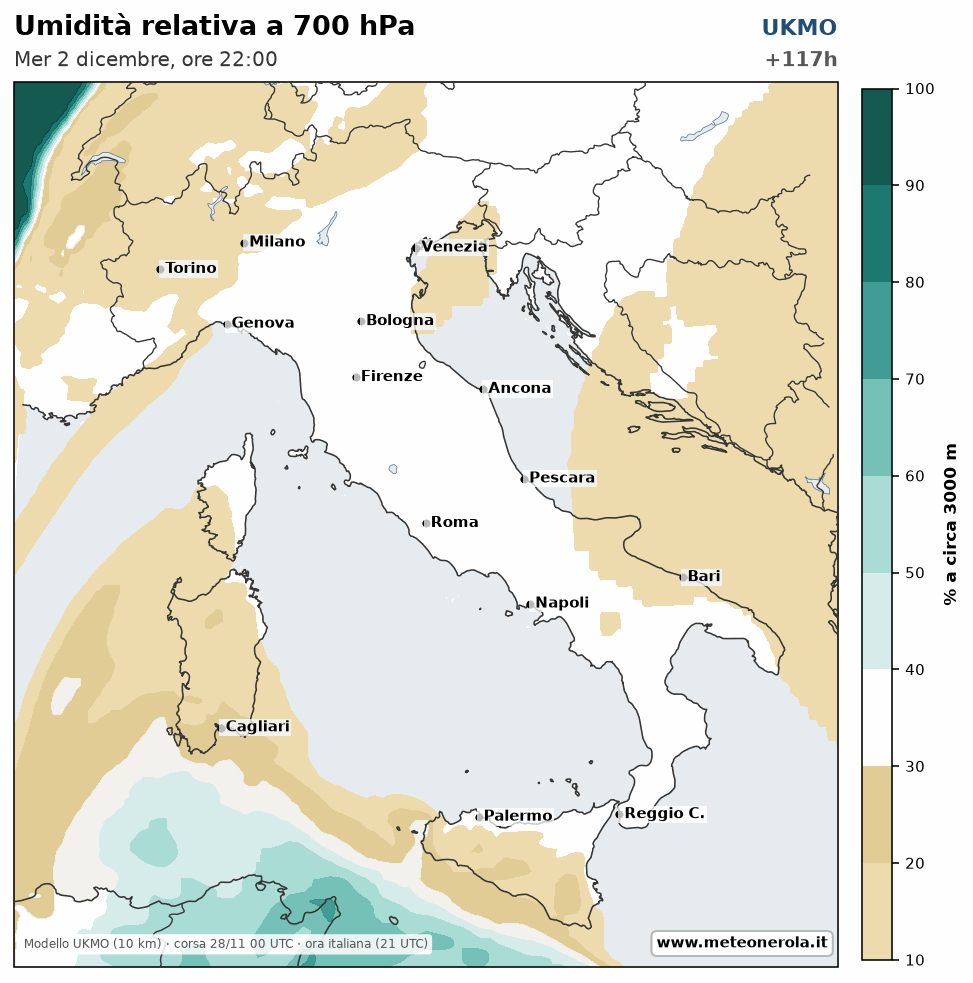 Umidità relativa a 700 hPa
UKMO
Mer 2 dicembre, ore 22:00
+117h
100
90
80
70
60
50
40
30
20
10
% a circa 3000 m
Milano
Venezia
Torino
Genova
Bologna
Firenze
Ancona
Pescara
Roma
Bari
Napoli
Cagliari
Palermo
Reggio C.
Modello UKMO (10 km) · corsa 28/11 00 UTC · ora italiana (21 UTC)
www.meteonerola.it